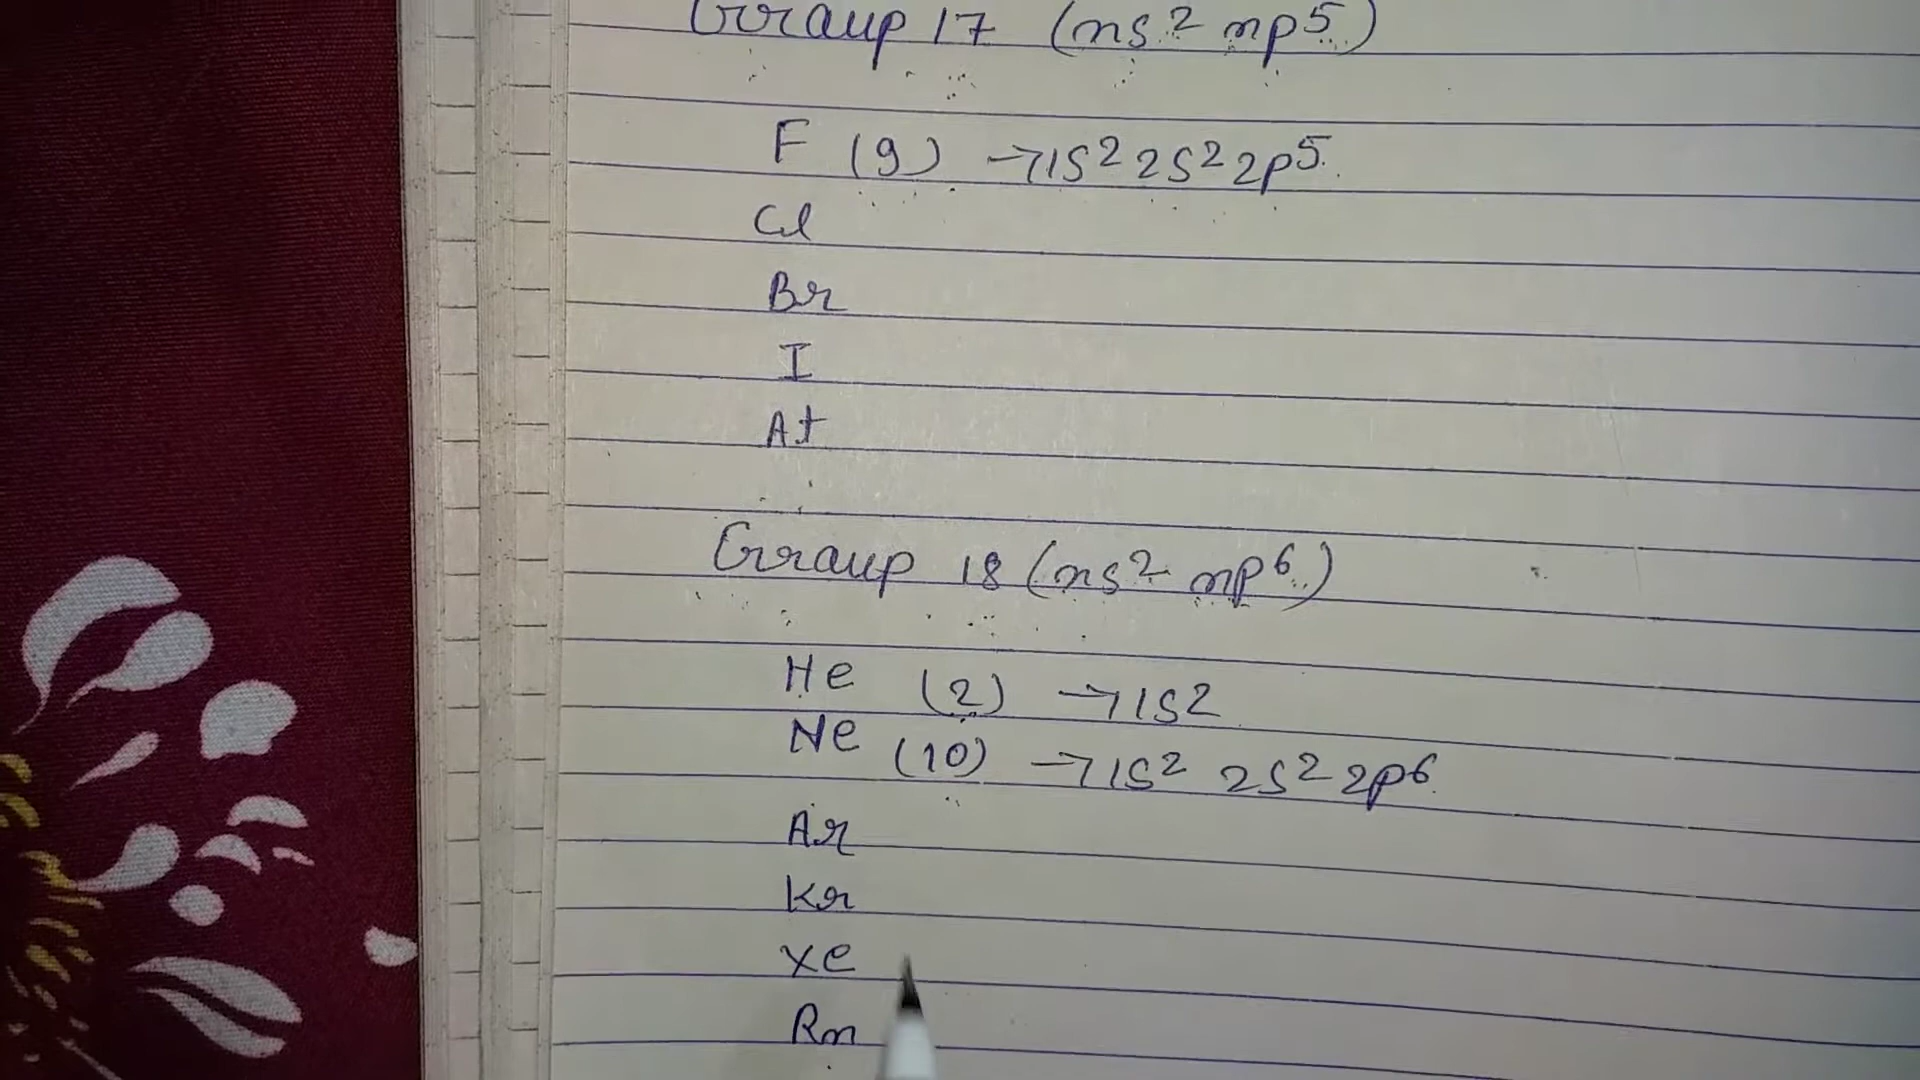 Group 17 (ns² np⁵)
F (9) → 1s² 2s² 2p⁵
Cl
Br
I
At
Group 18 (ns² np⁶)
He (2) → 1s²
Ne (10) → 1s² 2s² 2p⁶
Ar
Kr
Xe
Rn